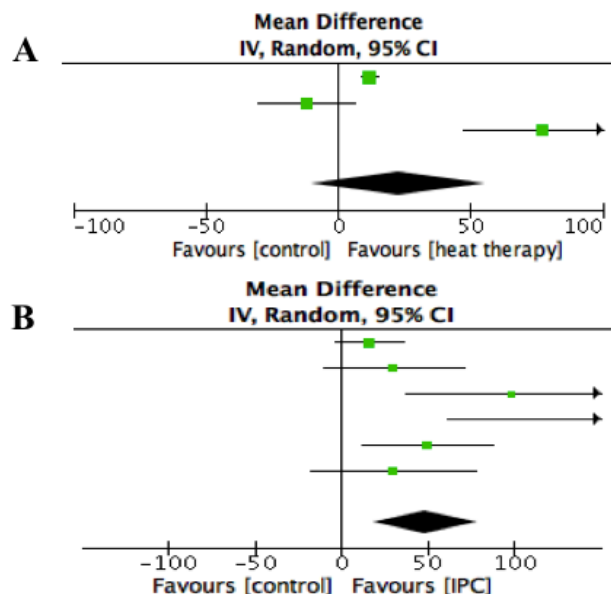 A
Mean Difference
IV, Random, 95% CI
-100 -50 0 50 100
Favours [control] Favours [heat therapy]
B
Mean Difference
IV, Random, 95% CI
-100 -50 0 50 100
Favours [control] Favours [IPC]